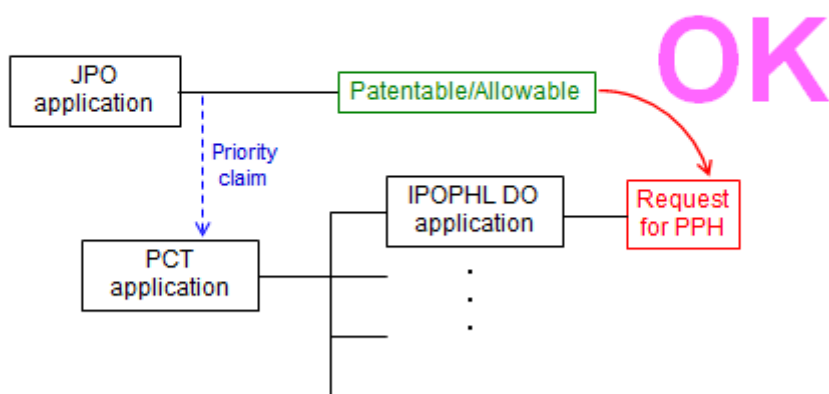 OK
JPO
application
Patentable/Allowable
Priority
claim
IPOPHL DO
application
Request
for PPH
PCT
application